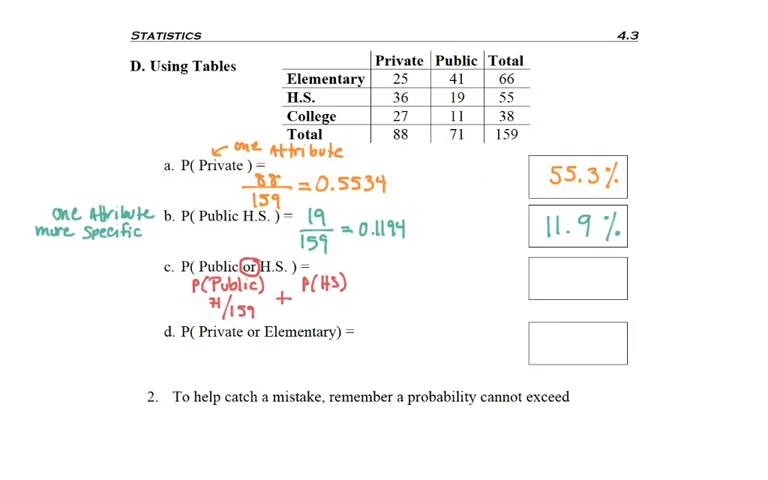 STATISTICS 4.3
D. Using Tables
Private Public Total
Elementary 25 41 66
H.S. 36 19 55
College 27 11 38
Total 88 71 159
one Attribute
a. P( Private ) =
88/159 = 0.5534
55.3%
one Attribute
more specific
b. P( Public H.S. ) = 19/159 = 0.1194
11.9%
c. P( Public or H.S. ) =
P(Public) + P(HS)
71/159
d. P( Private or Elementary) =
2. To help catch a mistake, remember a probability cannot exceed